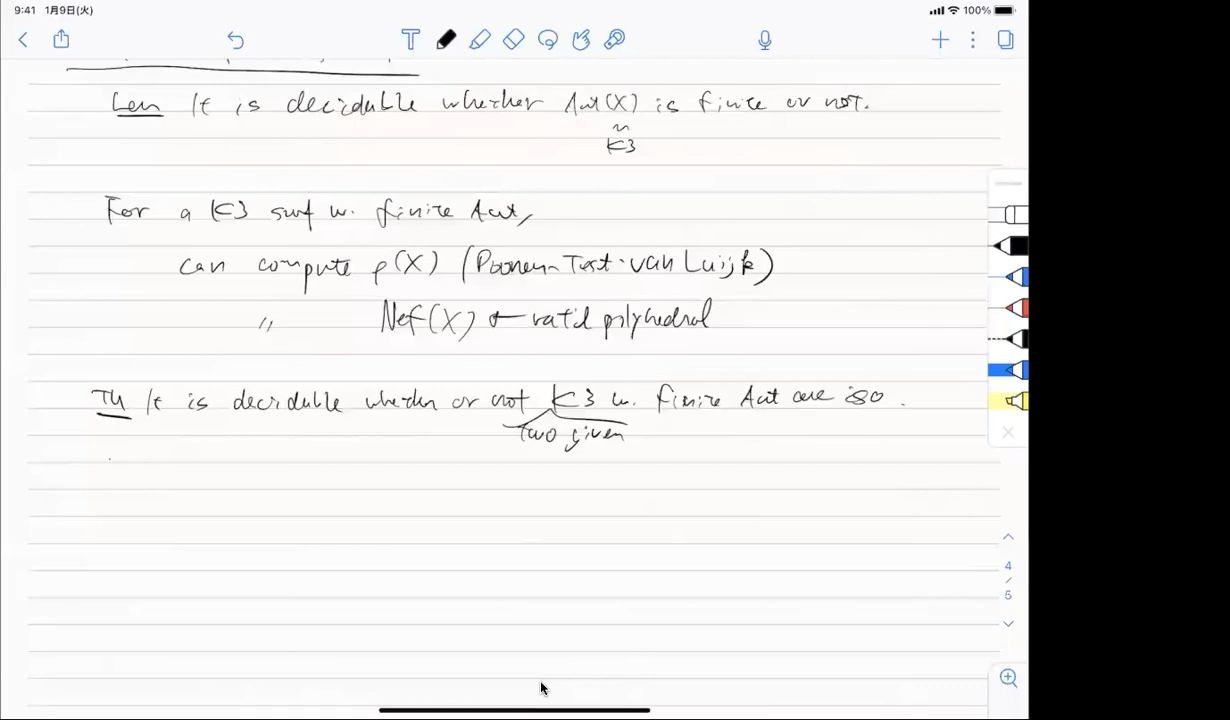 9:41 1月9日(火) 100%
Lem It is decidable whether Aut(X) is finite or not.
K3
For a K3 surf w. finite Aut,
can compute ρ(X) (Poonen-Test-van Luijk)
〃 Nef(X) ← rat'l polyhedral
Th It is decidable whether or not K3 w. finite Aut are iso.
two given
4
/
5